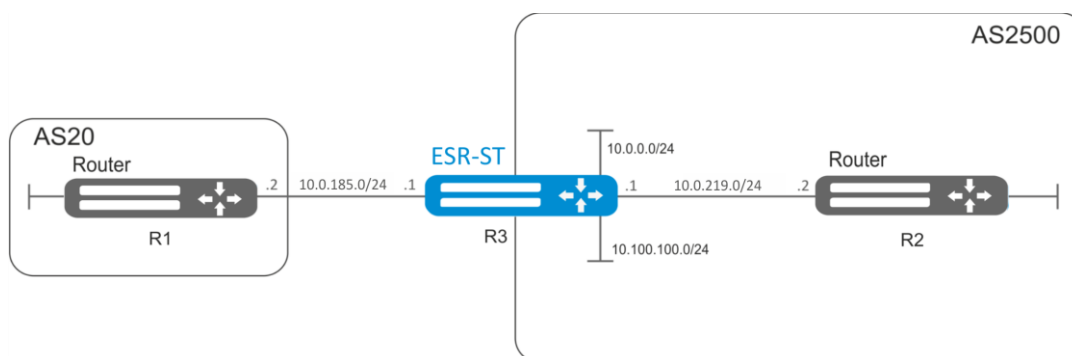 AS2500
AS20
Router
.2
10.0.185.0/24
.1
R1
ESR-ST
R3
10.0.0.0/24
.1
10.0.219.0/24
.2
10.100.100.0/24
Router
R2